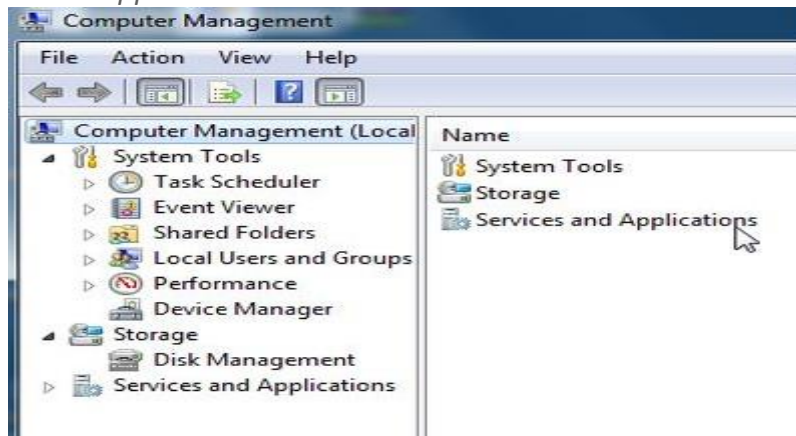 Computer Management
File Action View Help
Computer Management (Local
System Tools
Task Scheduler
Event Viewer
Shared Folders
Local Users and Groups
Performance
Device Manager
Storage
Disk Management
Services and Applications
Name
System Tools
Storage
Services and Applications